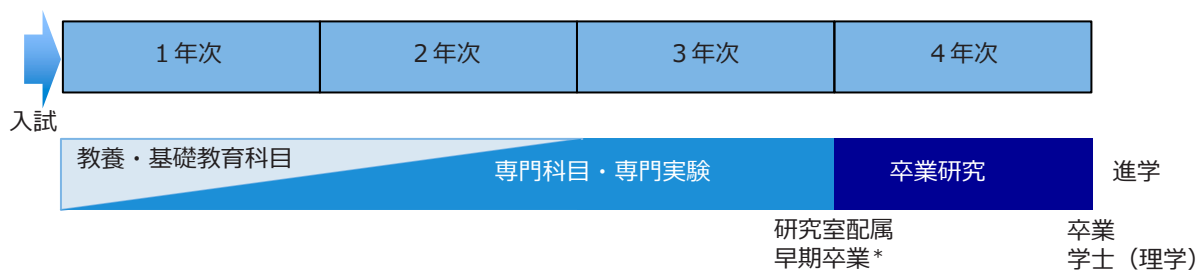 1年次
2年次
3年次
4年次
入試
教養・基礎教育科目
専門科目・専門実験
卒業研究
進学
研究室配属
早期卒業*
卒業
学士（理学）